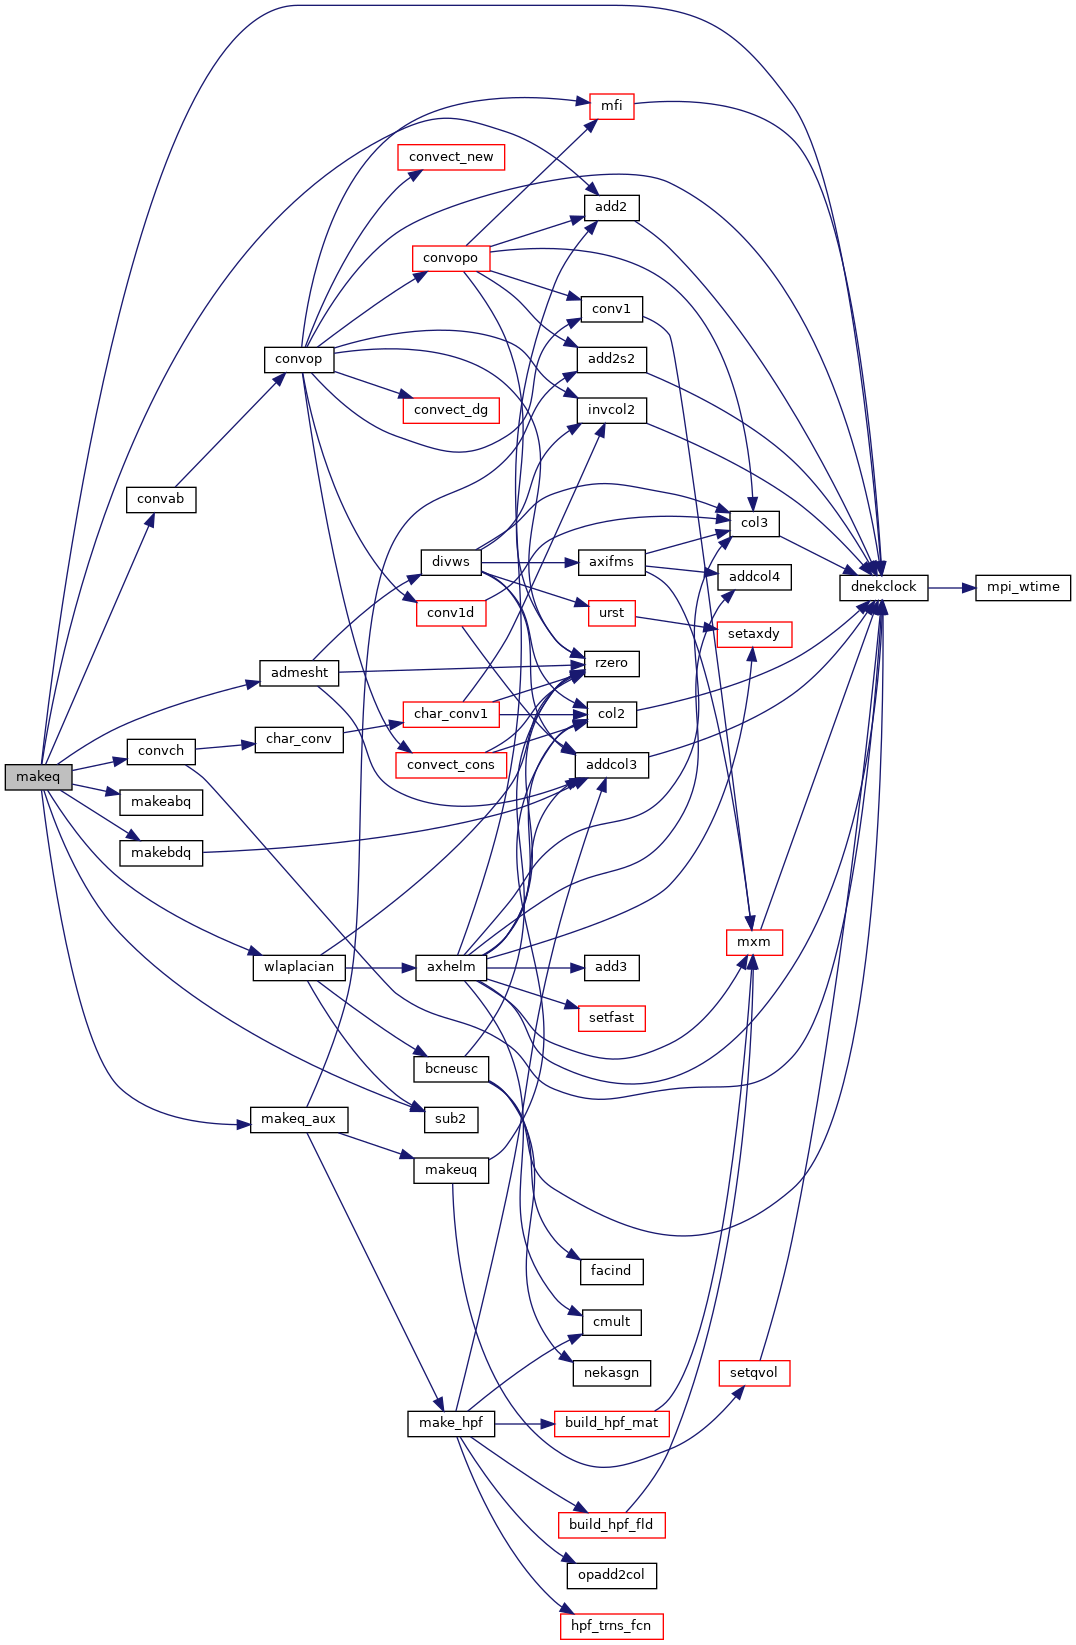 mfi
convect_new
add2
convopo
conv1
convop
add2s2
convect_dg
invcol2
convab
col3
divws
axifms
addcol4
dnekclock
mpi_wtime
conv1d
urst
setaxdy
admesht
rzero
char_conv1
col2
char_conv
convch
convect_cons
addcol3
makeq
makeabq
makebdq
mxm
wlaplacian
axhelm
add3
setfast
bcneusc
makeq_aux
sub2
makeuq
facind
cmult
nekasgn
setqvol
make_hpf
build_hpf_mat
build_hpf_fld
opadd2col
hpf_trns_fcn